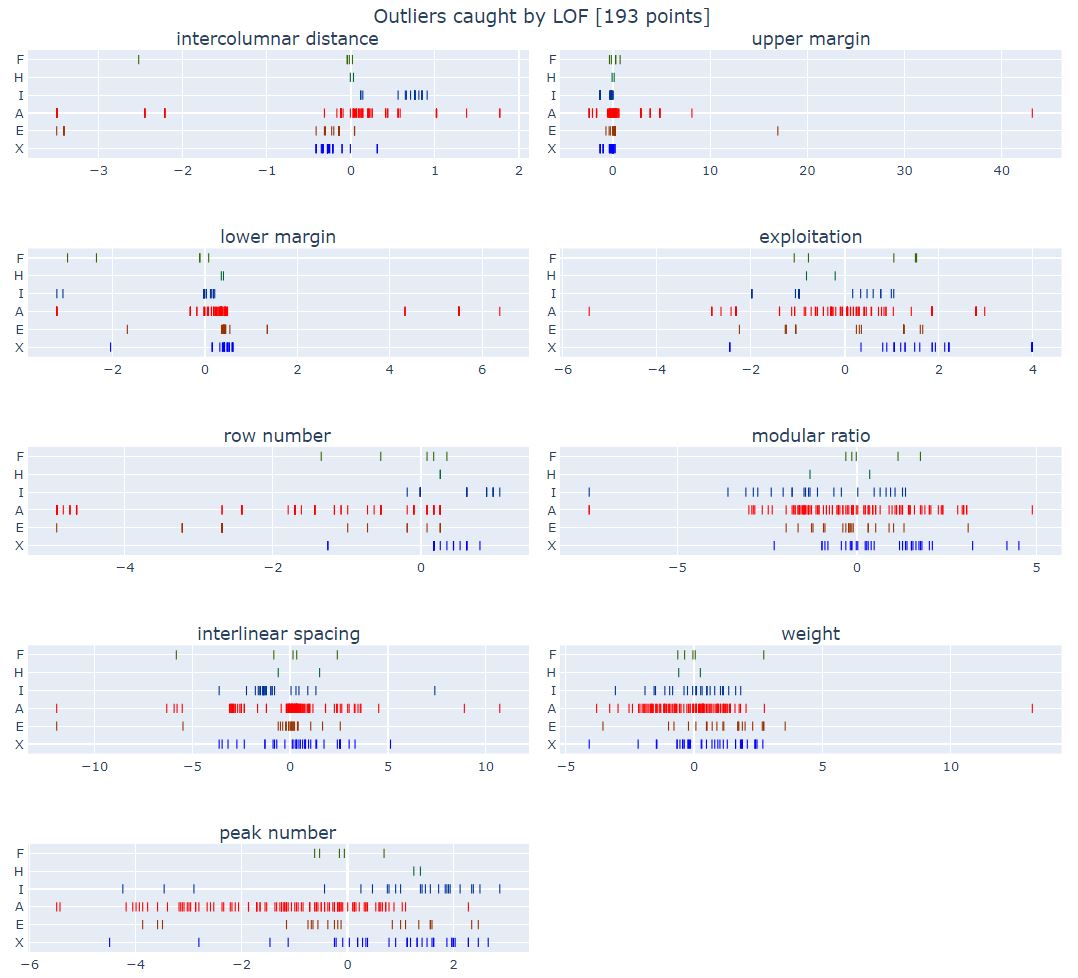 Outliers caught by LOF [193 points]
intercolumnar distance
F
H
I
A
E
X
−3 −2 −1 0 1 2
upper margin
F
H
I
A
E
X
0 10 20 30 40
lower margin
F
H
I
A
E
X
−2 0 2 4 6
exploitation
F
H
I
A
E
X
−6 −4 −2 0 2 4
row number
F
H
I
A
E
X
−4 −2 0
modular ratio
F
H
I
A
E
X
−5 0 5
interlinear spacing
F
H
I
A
E
X
−10 −5 0 5 10
weight
F
H
I
A
E
X
−5 0 5 10
peak number
F
H
I
A
E
X
−6 −4 −2 0 2